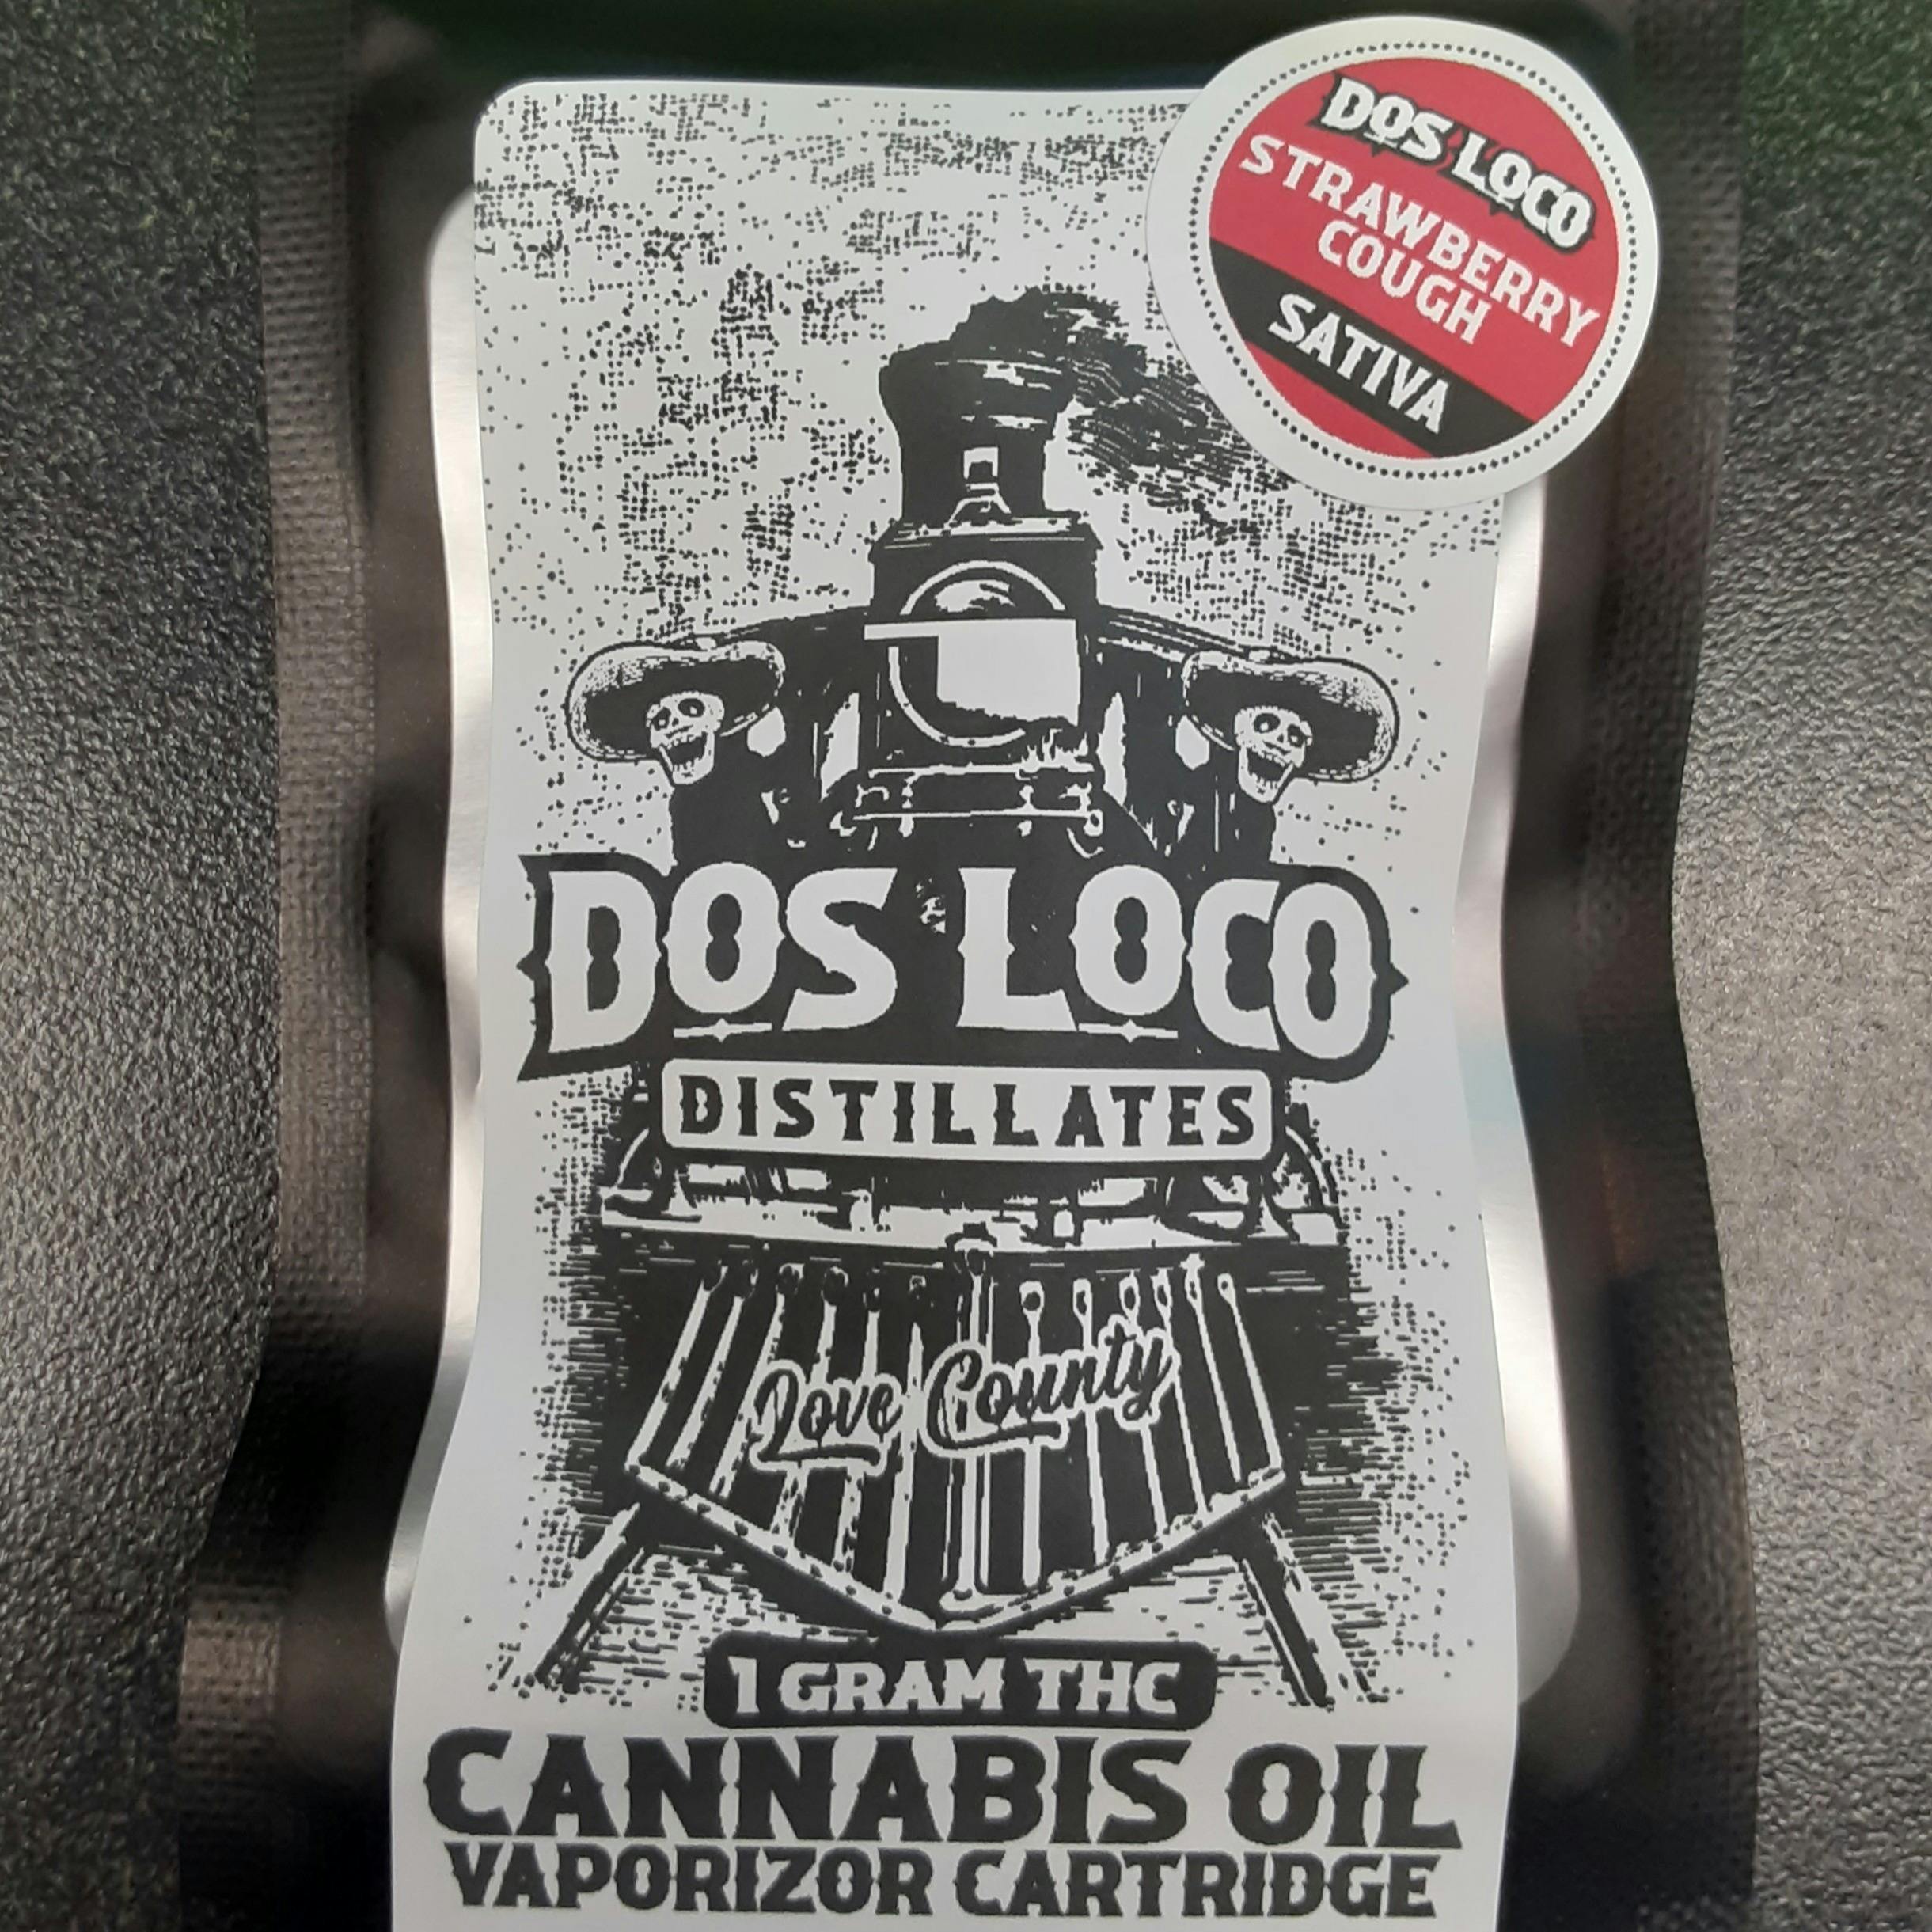 DOS LOCO
STRAWBERRY
COUGH
SATIVA
DOS LOCO
DISTILLATES
Love County
1 GRAM THC
CANNABIS OIL
VAPORIZOR CARTRIDGE